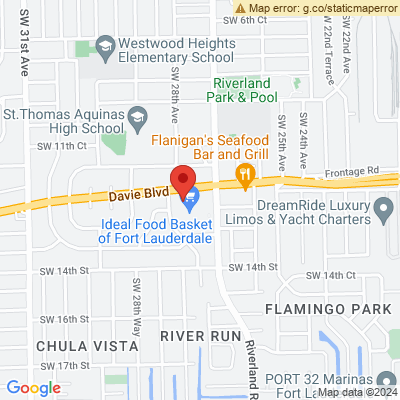 Map error: g.co/staticmaperror
SW 31st Ave
SW 6th Ct
SW 22nd Terrace
SW 22nd Ave
Westwood Heights
Elementary School
SW 28th Ave
Riverland
Park & Pool
St.Thomas Aquinas
High School
SW 25th Ave
SW 24th Ave
SW 11th Ct
Flanigan's Seafood
Bar and Grill
Frontage Rd
Davie Blvd
DreamRide Luxury
Limos & Yacht Charters
Ideal Food Basket
of Fort Lauderdale
SW 14th St
SW 14th Ct
SW 28th Way
SW 16th St
FLAMINGO PARK
RIVER RUN
CHULA VISTA
Riverland R
SW 17th St
PORT 32 Marinas
Fort La
Google
Map data ©2024